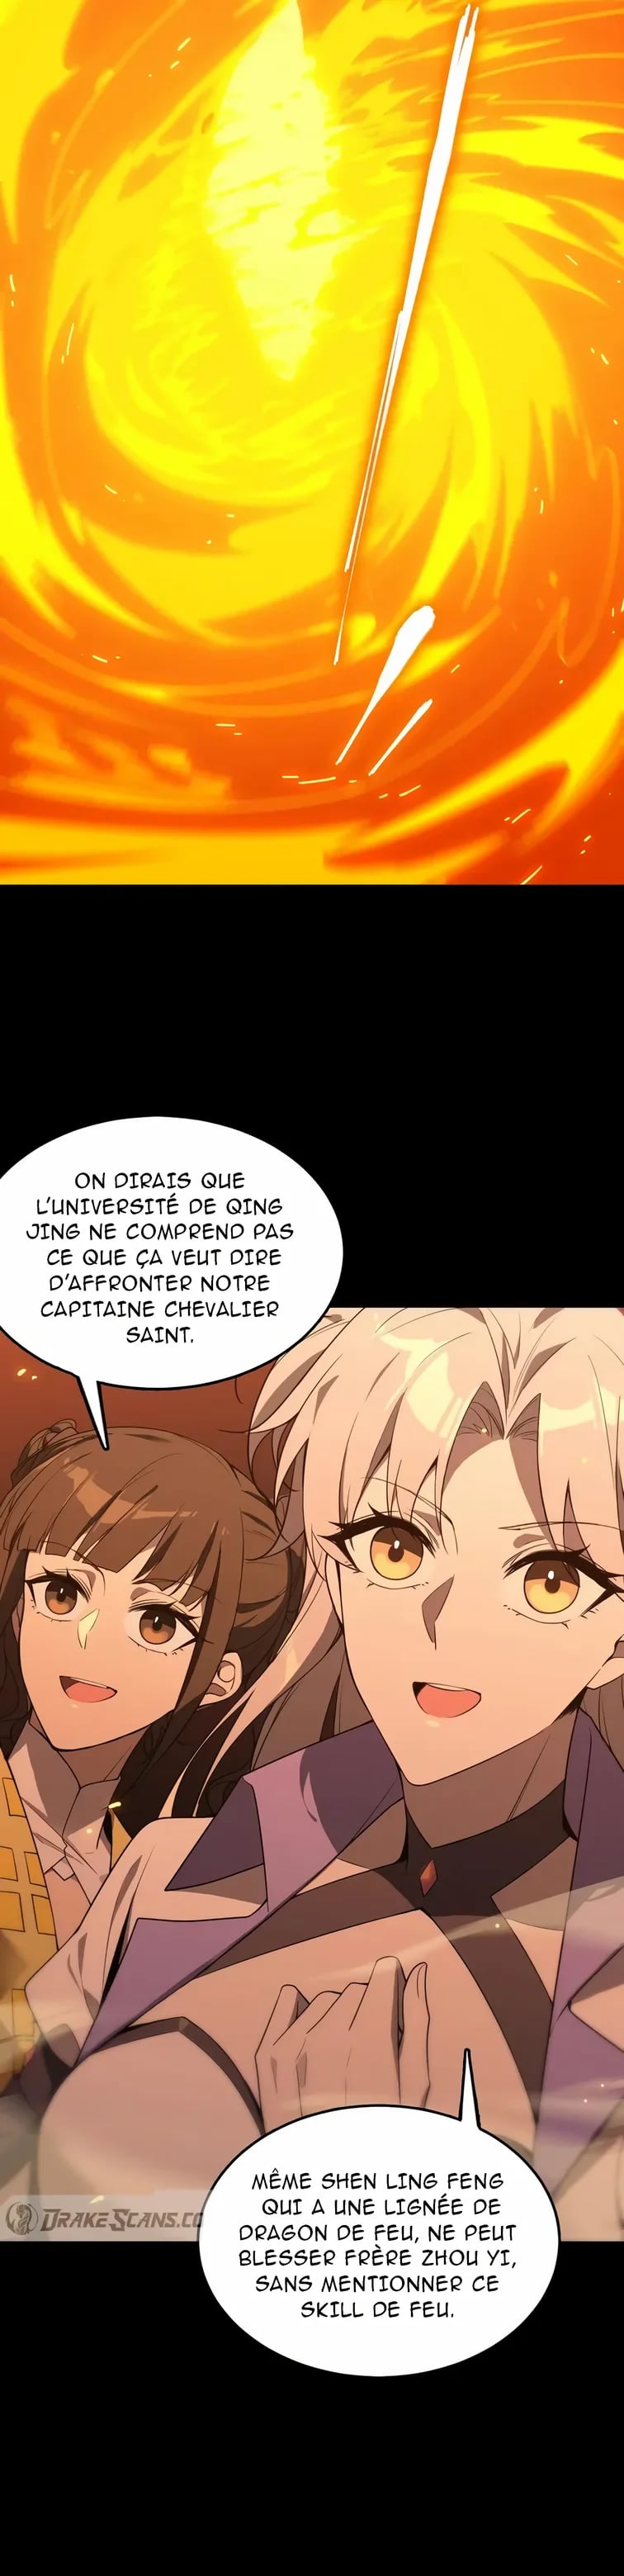 ON DIRAIS QUE
L'UNIVERSITÉ DE QING
JING NE COMPREND PAS
CE QUE ÇA VEUT DIRE
D'AFFRONTER NOTRE
CAPITAINE CHEVALIER
SAINT.
MÊME SHEN LING FENG
QUI A UNE LIGNÉE DE
DRAGON DE FEU, NE PEUT
BLESSER FRÈRE ZHOU YI,
SANS MENTIONNER CE
SKILL DE FEU.
DRAKESCANS.CO